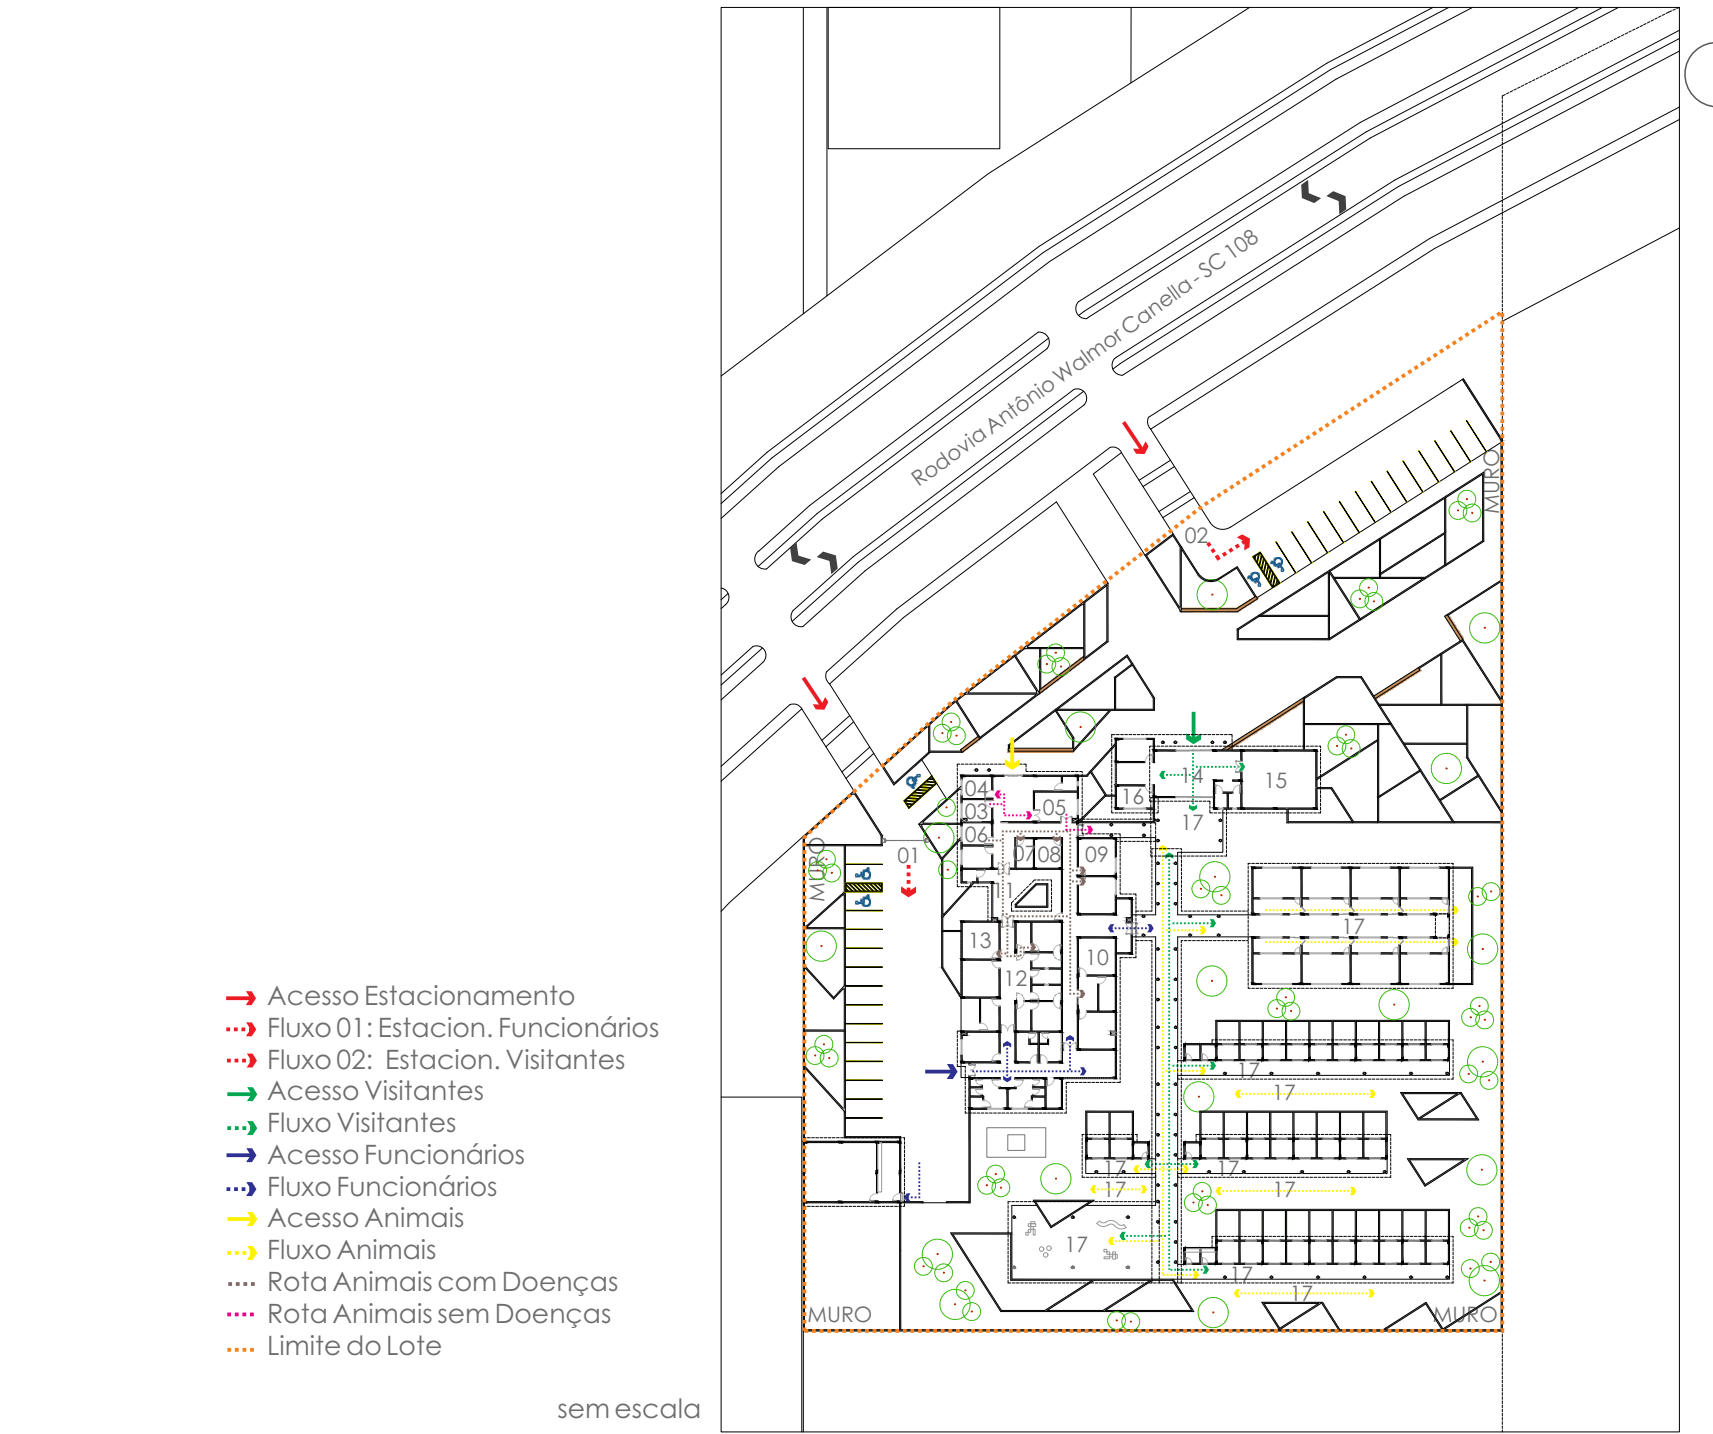 Rodovia Antônio Walmor Canella - SC 108
02
MURO
04
03
05
06
07
08
09
01
MURO
11
13
12
10
14
15
16
17
17
17
17
17
17
17
17
17
17
17
MURO
MURO
Acesso Estacionamento
Fluxo 01: Estacion. Funcionários
Fluxo 02: Estacion. Visitantes
Acesso Visitantes
Fluxo Visitantes
Acesso Funcionários
Fluxo Funcionários
Acesso Animais
Fluxo Animais
Rota Animais com Doenças
Rota Animais sem Doenças
Limite do Lote
sem escala